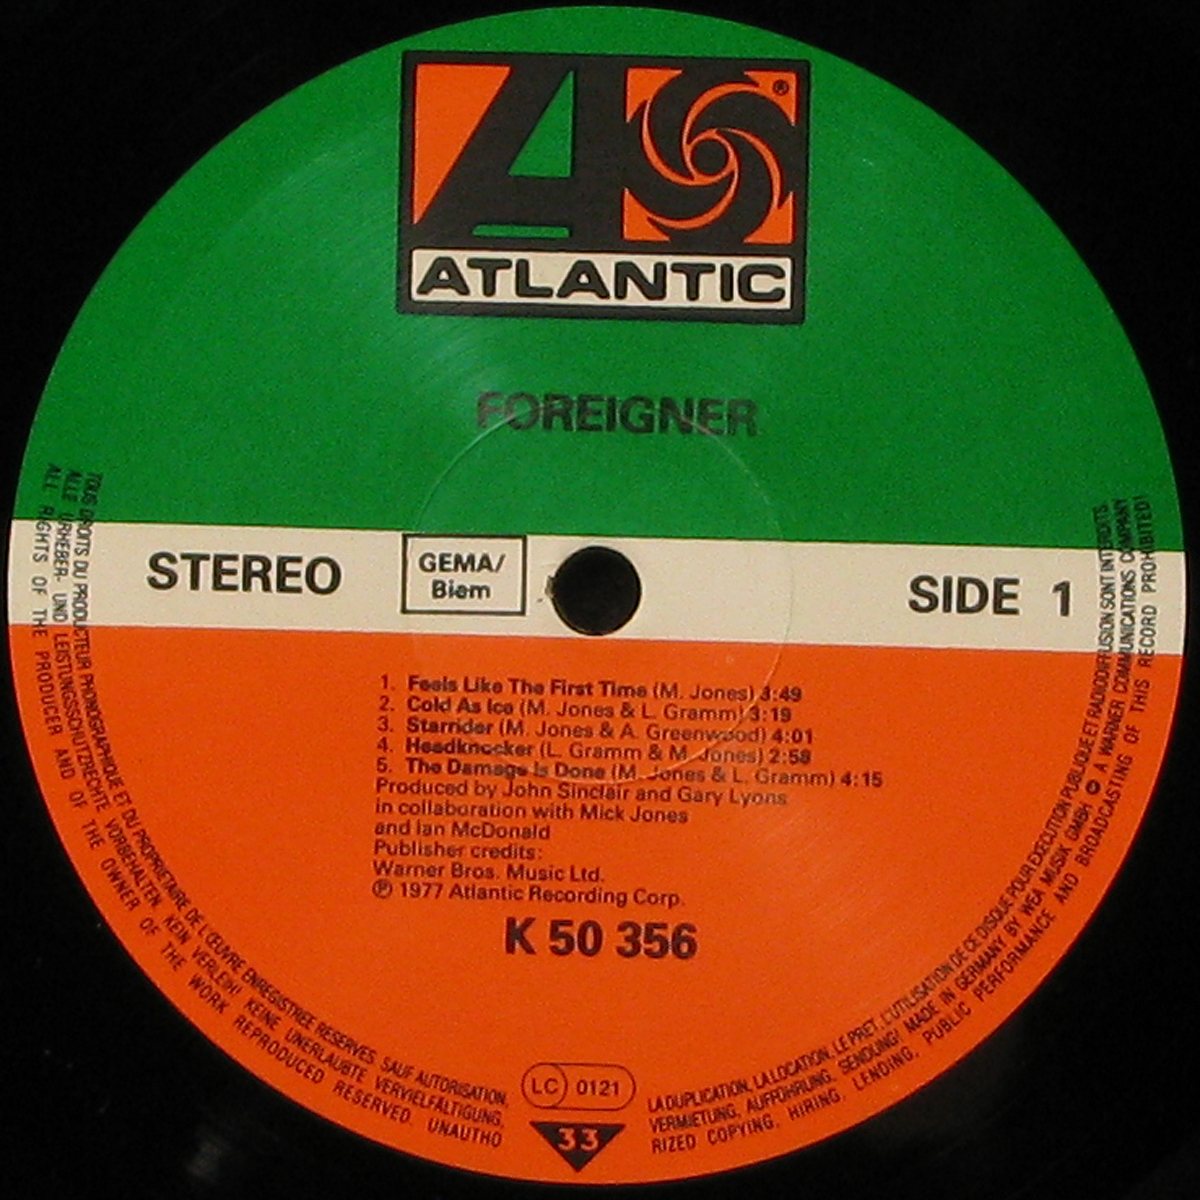 ®
ATLANTIC
FOREIGNER
STEREO
GEMA/
Biem
SIDE 1
1. Feels Like The First Time (M. Jones) 3:49
2. Cold As Ice (M. Jones & L. Gramm) 3:19
3. Starrider (M. Jones & A. Greenwood) 4:01
4. Headknocker (L. Gramm & M. Jones) 2:58
5. The Damage Is Done (M. Jones & L. Gramm) 4:15
Produced by John Sinclair and Gary Lyons
in collaboration with Mick Jones
and Ian McDonald
Publisher credits:
Warner Bros. Music Ltd.
℗ 1977 Atlantic Recording Corp.
K 50 356
LC 0121
33
TOUS DROITS DU PRODUCTEUR PHONOGRAPHIQUE ET DU PROPRIETAIRE DE L'ŒUVRE ENREGISTREE RESERVES. SAUF AUTORISATION,
LA DUPLICATION, LA LOCATION, LE PRET, L'UTILISATION DE CE DISQUE POUR EXECUTION PUBLIQUE ET RADIODIFFUSION SONT INTERDITS.
ALLE URHEBER- UND LEISTUNGSSCHUTZRECHTE VORBEHALTEN. KEIN VERLEIH! KEINE UNERLAUBTE VERVIELFÄLTIGUNG,
VERMIETUNG, AUFFÜHRUNG, SENDUNG! MADE IN GERMANY BY WEA MUSIK GMBH A WARNER COMMUNICATIONS COMPANY
ALL RIGHTS OF THE PRODUCER AND OF THE OWNER OF THE WORK REPRODUCED RESERVED. UNAUTHO
RIZED COPYING, HIRING, LENDING, PUBLIC PERFORMANCE AND BROADCASTING OF THIS RECORD PROHIBITED!